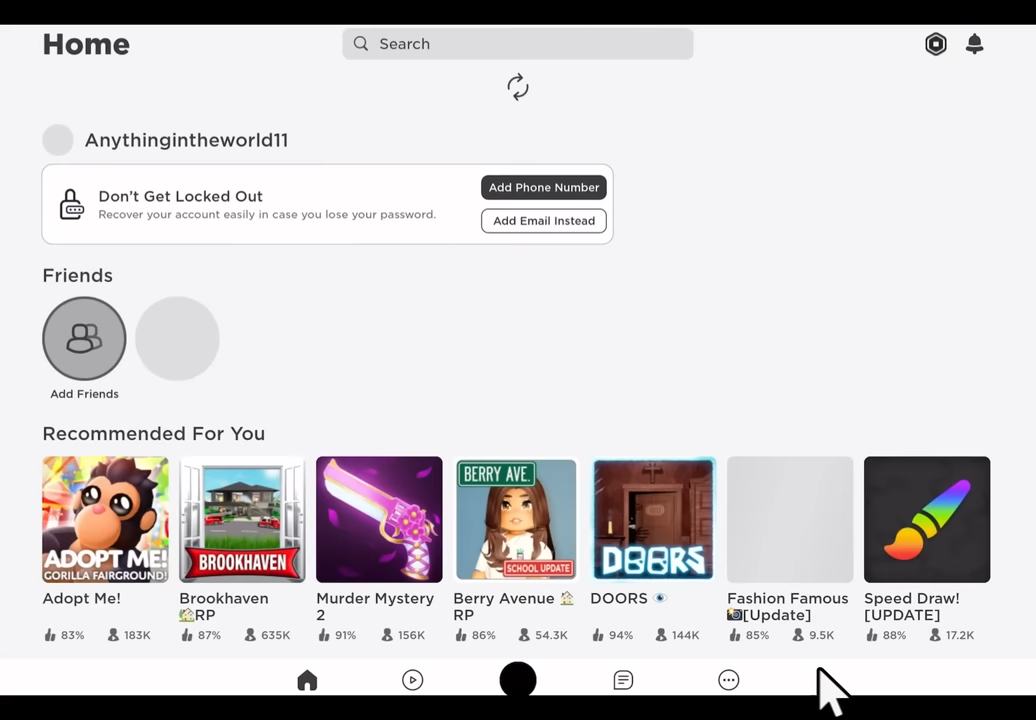 Home
Search
Anythingintheworld11
Don't Get Locked Out
Recover your account easily in case you lose your password.
Add Phone Number
Add Email Instead
Friends
Add Friends
Recommended For You
ADOPT ME!
GORILLA FAIRGROUND!
BROOKHAVEN
BERRY AVE.
SCHOOL UPDATE
DOORS
Adopt Me!
83% 183K
Brookhaven
🏡RP
87% 635K
Murder Mystery
2
91% 156K
Berry Avenue 🏠
RP
86% 54.3K
DOORS 👁️
94% 144K
Fashion Famous
📸[Update]
85% 9.5K
Speed Draw!
[UPDATE]
88% 17.2K